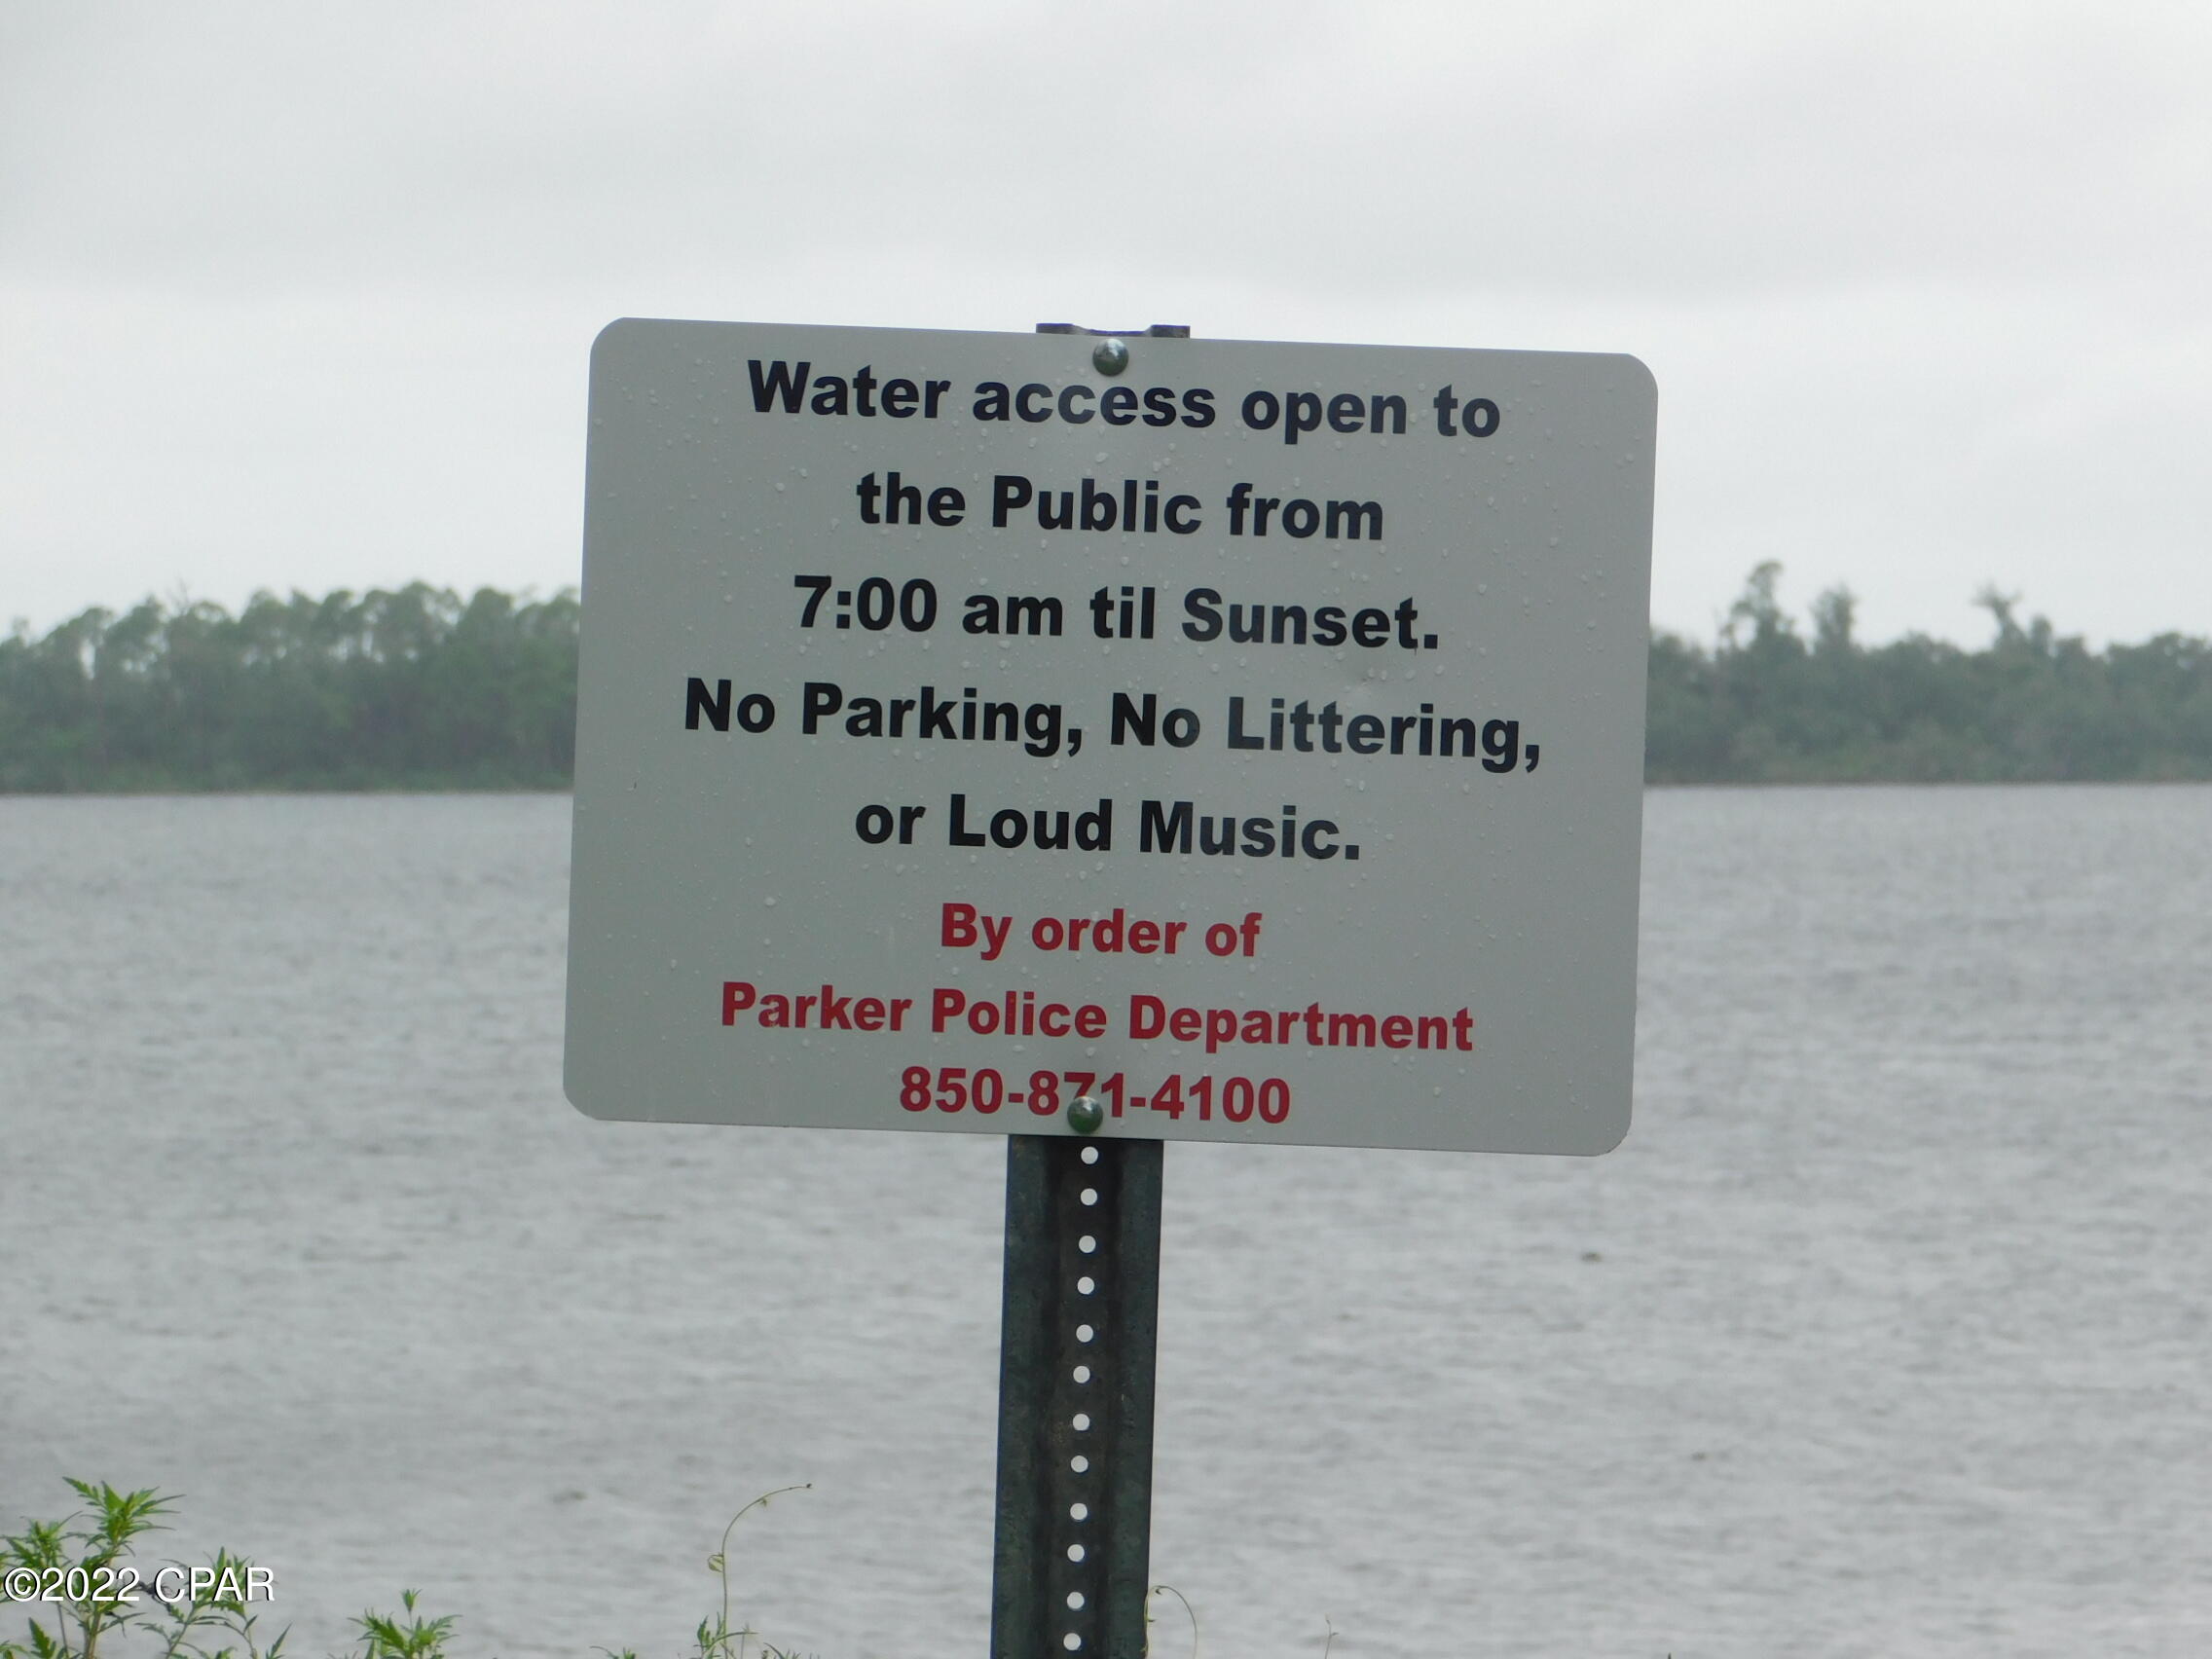 Water access open to
the Public from
7:00 am til Sunset.
No Parking, No Littering,
or Loud Music.
By order of
Parker Police Department
850-871-4100
©2022 CPAR